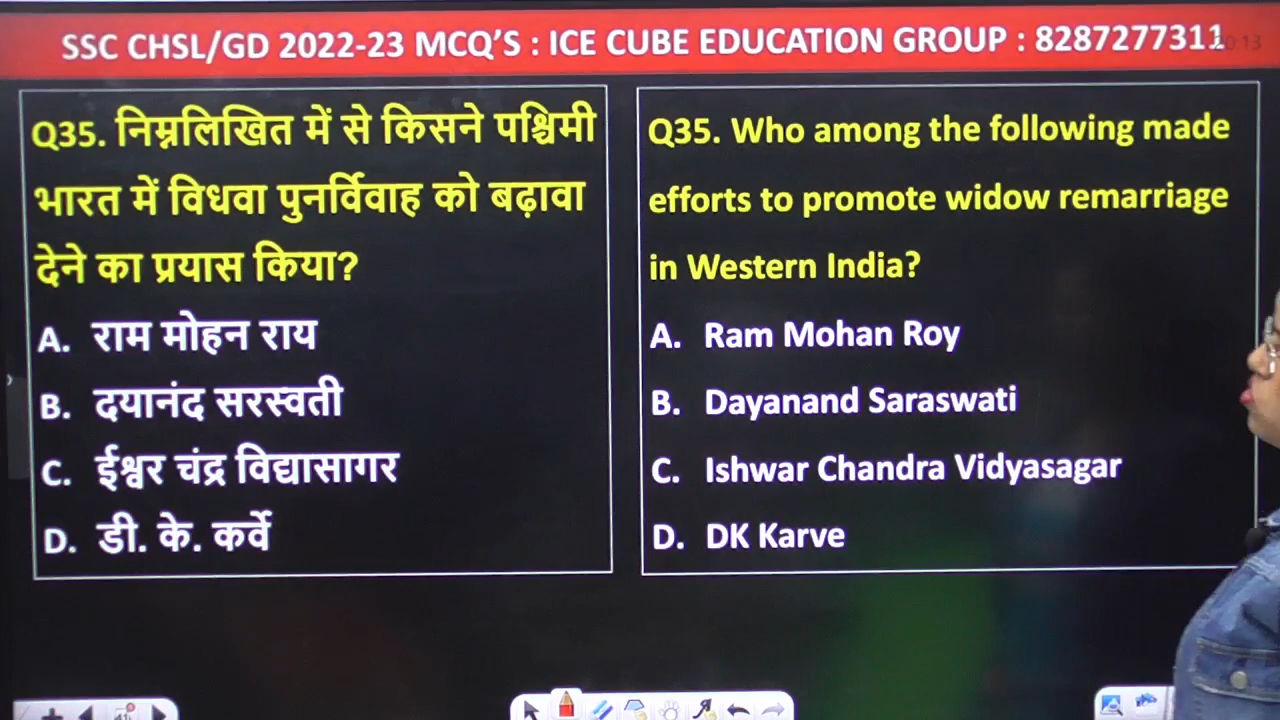 SSC CHSL/GD 2022-23 MCQ'S : ICE CUBE EDUCATION GROUP : 8287277311
Q35. निम्नलिखित में से किसने पश्चिमी
भारत में विधवा पुनर्विवाह को बढ़ावा
देने का प्रयास किया?
A. राम मोहन राय
B. दयानंद सरस्वती
C. ईश्वर चंद्र विद्यासागर
D. डी. के. कर्वे
Q35. Who among the following made
efforts to promote widow remarriage
in Western India?
A. Ram Mohan Roy
B. Dayanand Saraswati
C. Ishwar Chandra Vidyasagar
D. DK Karve